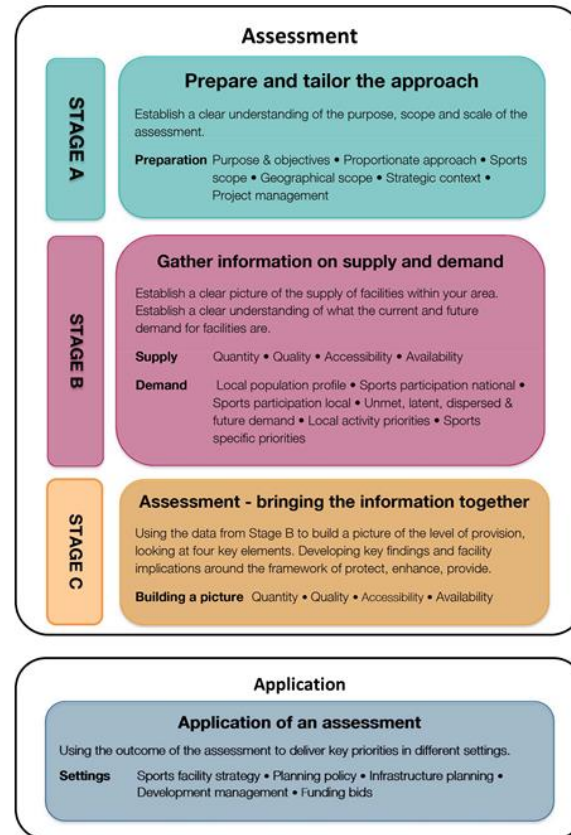 Assessment
STAGE A
Prepare and tailor the approach
Establish a clear understanding of the purpose, scope and scale of the
assessment.
Preparation Purpose & objectives • Proportionate approach • Sports
scope • Geographical scope • Strategic context •
Project management
STAGE B
Gather information on supply and demand
Establish a clear picture of the supply of facilities within your area.
Establish a clear understanding of what the current and future
demand for facilities are.
Supply Quantity • Quality • Accessibility • Availability
Demand Local population profile • Sports participation national •
Sports participation local • Unmet, latent, dispersed &
future demand • Local activity priorities • Sports
specific priorities
STAGE C
Assessment - bringing the information together
Using the data from Stage B to build a picture of the level of provision,
looking at four key elements. Developing key findings and facility
implications around the framework of protect, enhance, provide.
Building a picture Quantity • Quality • Accessibility • Availability
Application
Application of an assessment
Using the outcome of the assessment to deliver key priorities in different settings.
Settings Sports facility strategy • Planning policy • Infrastructure planning •
Development management • Funding bids